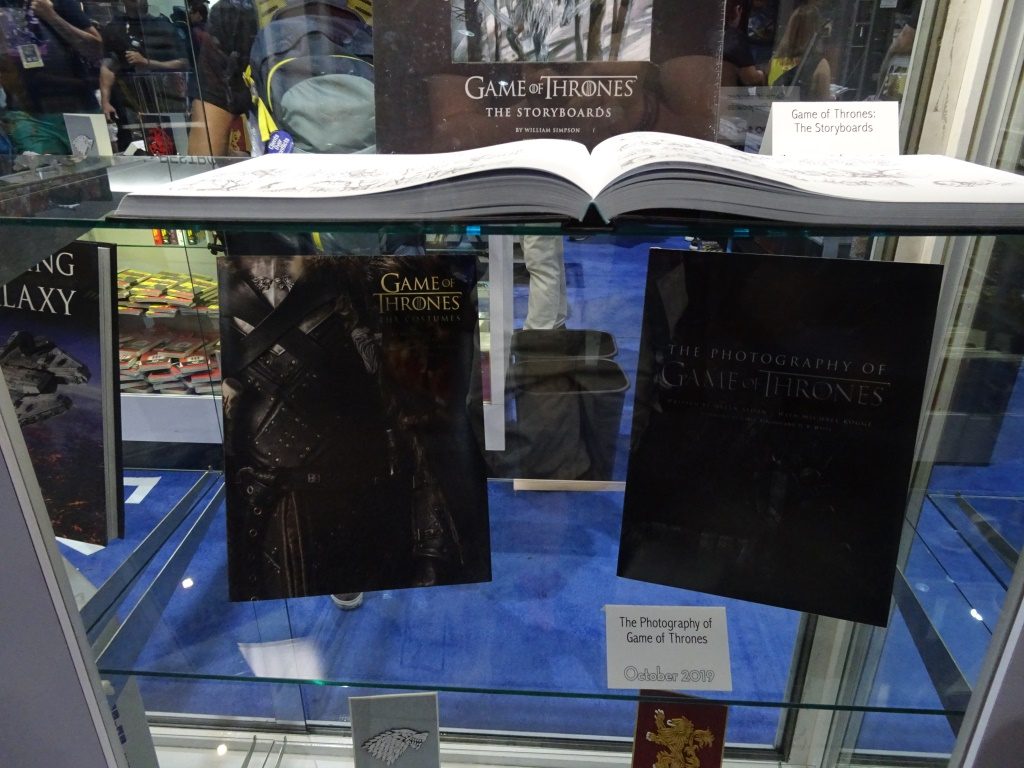 GAME OF THRONES
THE STORYBOARDS
BY WILLIAM SIMPSON
Game of Thrones:
The Storyboards
ING
LAXY
GAME OF
THRONES
THE COSTUMES
THE PHOTOGRAPHY OF
GAME OF THRONES
The Photography of
Game of Thrones
October 2019